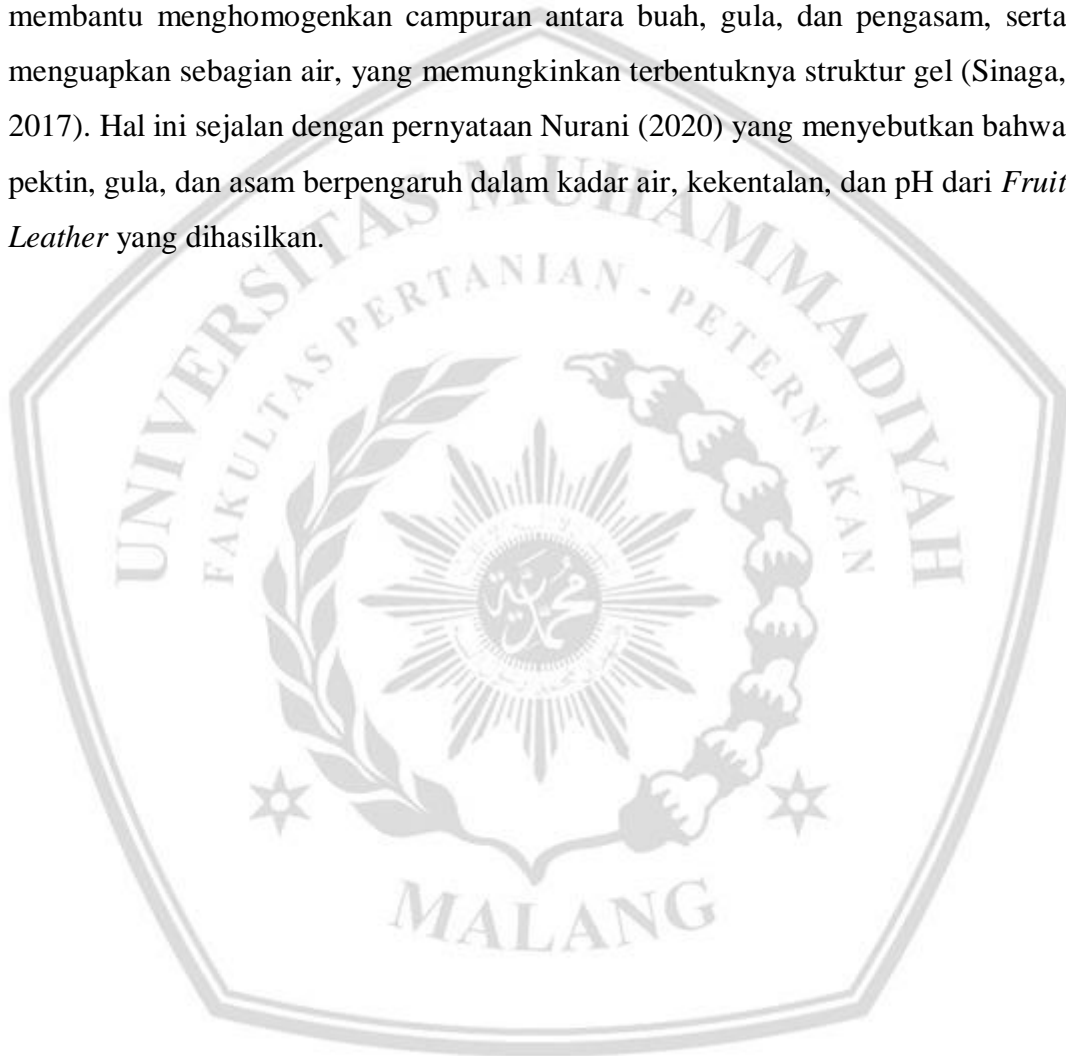 membantu menghomogenkan campuran antara buah, gula, dan pengasam, serta
menguapkan sebagian air, yang memungkinkan terbentuknya struktur gel (Sinaga,
2017). Hal ini sejalan dengan pernyataan Nurani (2020) yang menyebutkan bahwa
pektin, gula, dan asam berpengaruh dalam kadar air, kekentalan, dan pH dari Fruit
Leather yang dihasilkan.
UNIVERSITAS MUHAMMADIYAH
FAKULTAS PERTANIAN - PETERNAKAN
MALANG